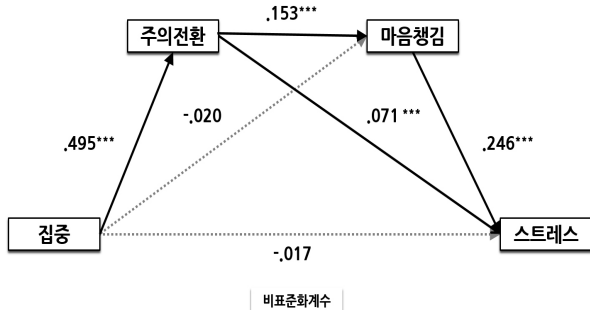 .153***
주의전환
마음챙김
-.020
.071 ***
.495***
.246***
집중
스트레스
-.017
비표준화계수